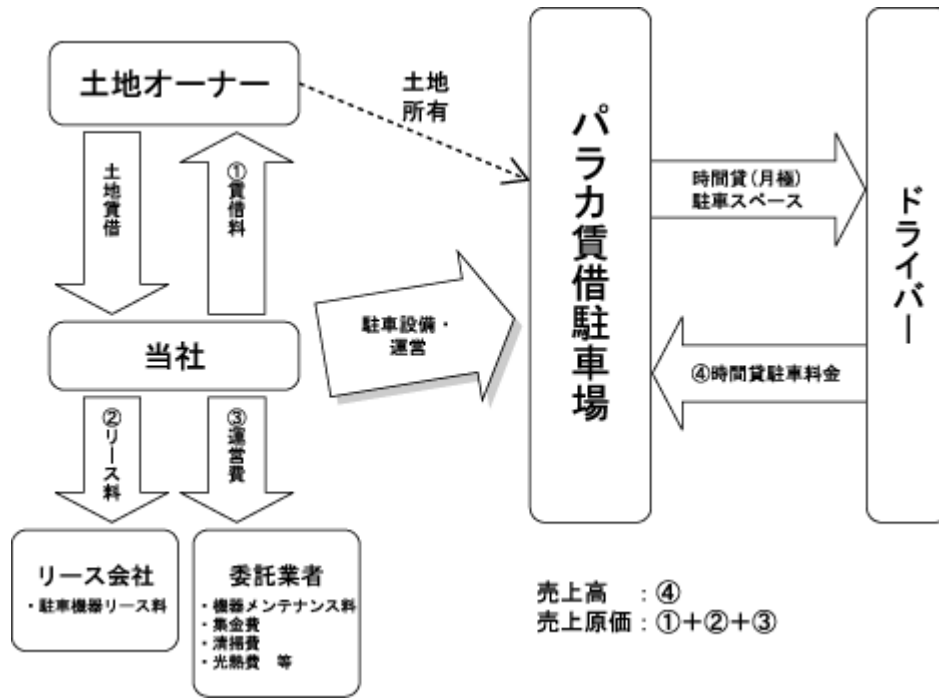 土地オーナー
土地
所有
土地賃借
①賃借料
当社
駐車設備・
運営
②リース料
③運営費
リース会社
・駐車機器リース料
委託業者
・機器メンテナンス料
・集金費
・清掃費
・光熱費 等
パラカ賃借駐車場
時間貸(月極)
駐車スペース
④時間貸駐車料金
ドライバー
売上高 :④
売上原価:①+②+③